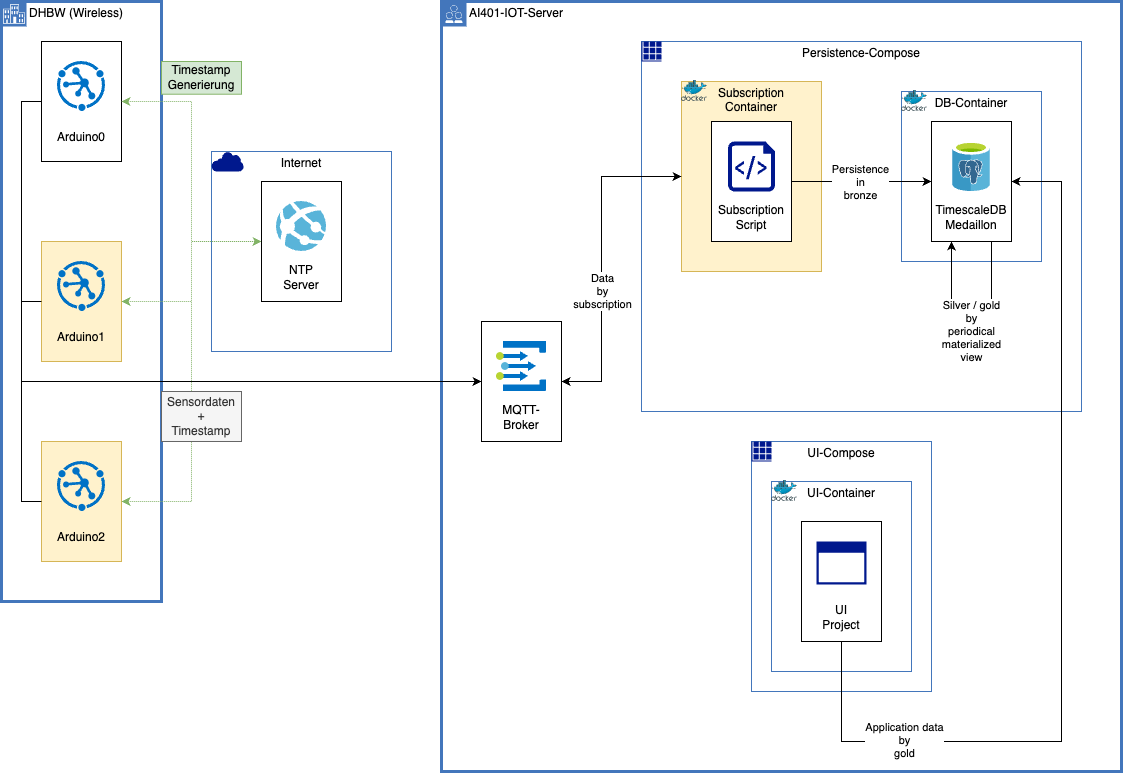 DHBW (Wireless)
Arduino0
Timestamp
Generierung
Internet
NTP
Server
Arduino1
Sensordaten
+
Timestamp
Arduino2
AI401-IOT-Server
MQTT-
Broker
Data
by
subscription
Persistence-Compose
docker
Subscription
Container
Subscription
Script
Persistence
in
bronze
docker
DB-Container
TimescaleDB
Medaillon
Silver / gold
by
periodical
materialized
view
UI-Compose
docker
UI-Container
UI
Project
Application data
by
gold